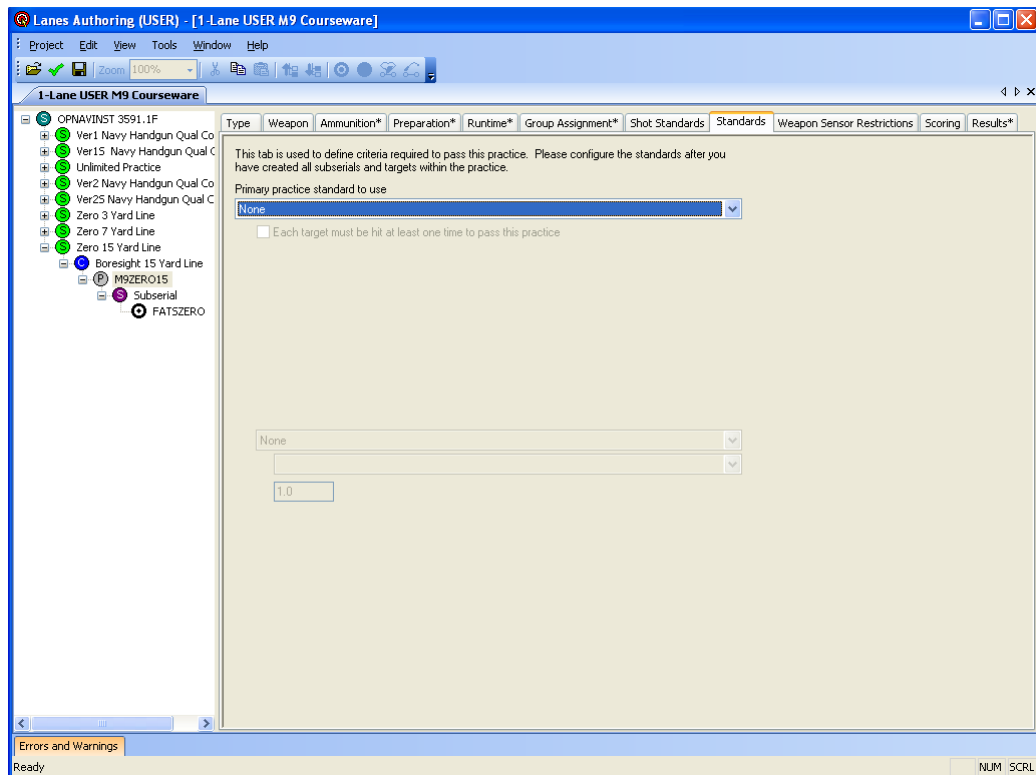 Lanes Authoring (USER) - [1-Lane USER M9 Courseware]
Project Edit View Tools Window Help
Zoom 100%
1-Lane USER M9 Courseware
S OPNAVINST 3591.1F
S Ver1 Navy Handgun Qual Co
S Ver1S Navy Handgun Qual C
S Unlimited Practice
S Ver2 Navy Handgun Qual Co
S Ver2S Navy Handgun Qual C
S Zero 3 Yard Line
S Zero 7 Yard Line
S Zero 15 Yard Line
C Boresight 15 Yard Line
P M9ZERO15
S Subserial
FATSZERO
Type Weapon Ammunition* Preparation* Runtime* Group Assignment* Shot Standards Standards Weapon Sensor Restrictions Scoring Results*
This tab is used to define criteria required to pass this practice. Please configure the standards after you
have created all subserials and targets within the practice.
Primary practice standard to use
None
Each target must be hit at least one time to pass this practice
None
1.0
Errors and Warnings
Ready NUM SCRL